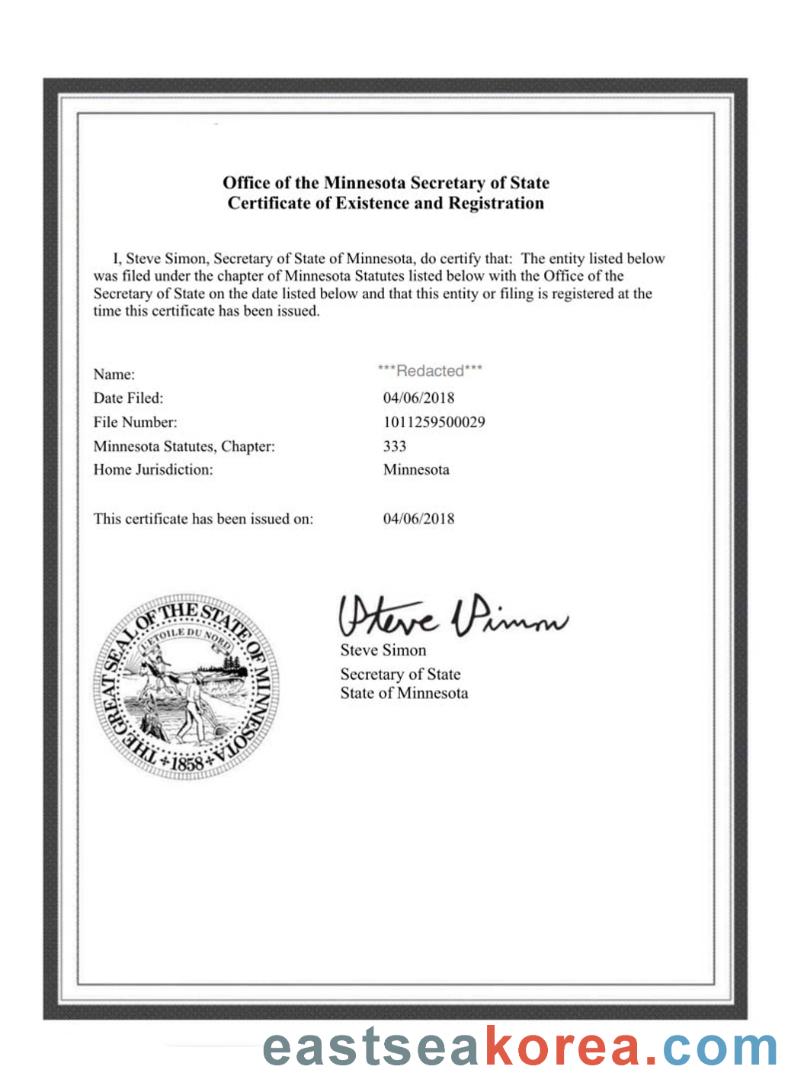 Office of the Minnesota Secretary of State
Certificate of Existence and Registration
I, Steve Simon, Secretary of State of Minnesota, do certify that: The entity listed below
was filed under the chapter of Minnesota Statutes listed below with the Office of the
Secretary of State on the date listed below and that this entity or filing is registered at the
time this certificate has been issued.
Name: ***Redacted***
Date Filed: 04/06/2018
File Number: 1011259500029
Minnesota Statutes, Chapter: 333
Home Jurisdiction: Minnesota
This certificate has been issued on: 04/06/2018
THE GREAT SEAL OF THE STATE OF MINNESOTA
L'ETOILE DU NORD
1858
Steve Simon
Steve Simon
Secretary of State
State of Minnesota
eastseakorea.com